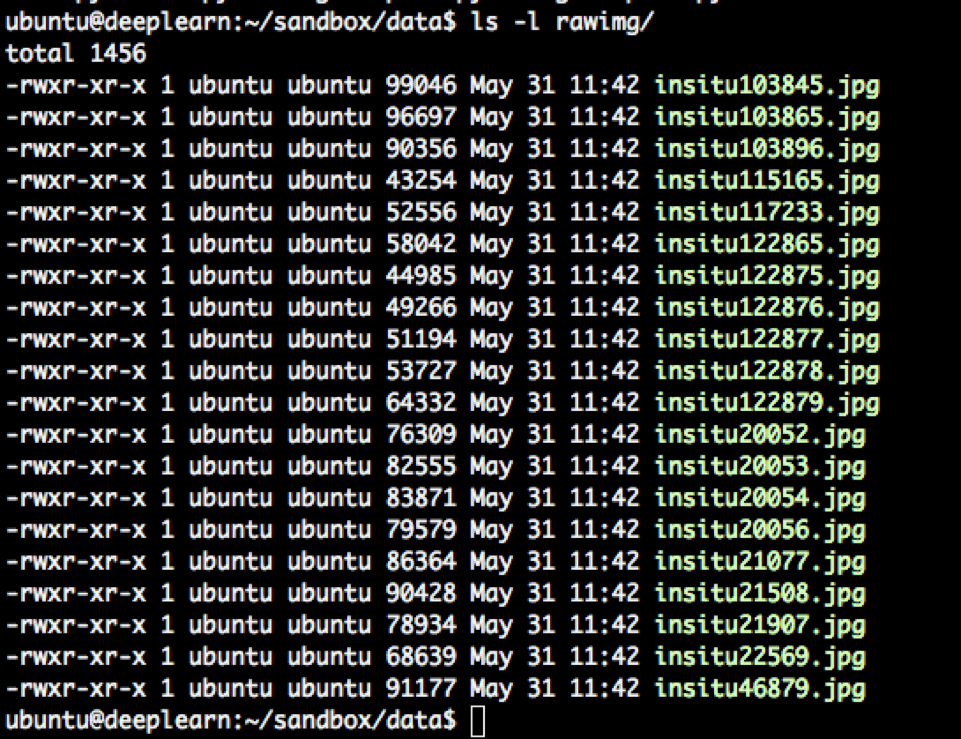 ubuntu@deeplearn:~/sandbox/data$ ls -l rawimg/
total 1456
-rwxr-xr-x 1 ubuntu ubuntu 99046 May 31 11:42 insitu103845.jpg
-rwxr-xr-x 1 ubuntu ubuntu 96697 May 31 11:42 insitu103865.jpg
-rwxr-xr-x 1 ubuntu ubuntu 90356 May 31 11:42 insitu103896.jpg
-rwxr-xr-x 1 ubuntu ubuntu 43254 May 31 11:42 insitu115165.jpg
-rwxr-xr-x 1 ubuntu ubuntu 52556 May 31 11:42 insitu117233.jpg
-rwxr-xr-x 1 ubuntu ubuntu 58042 May 31 11:42 insitu122865.jpg
-rwxr-xr-x 1 ubuntu ubuntu 44985 May 31 11:42 insitu122875.jpg
-rwxr-xr-x 1 ubuntu ubuntu 49266 May 31 11:42 insitu122876.jpg
-rwxr-xr-x 1 ubuntu ubuntu 51194 May 31 11:42 insitu122877.jpg
-rwxr-xr-x 1 ubuntu ubuntu 53727 May 31 11:42 insitu122878.jpg
-rwxr-xr-x 1 ubuntu ubuntu 64332 May 31 11:42 insitu122879.jpg
-rwxr-xr-x 1 ubuntu ubuntu 76309 May 31 11:42 insitu20052.jpg
-rwxr-xr-x 1 ubuntu ubuntu 82555 May 31 11:42 insitu20053.jpg
-rwxr-xr-x 1 ubuntu ubuntu 83871 May 31 11:42 insitu20054.jpg
-rwxr-xr-x 1 ubuntu ubuntu 79579 May 31 11:42 insitu20056.jpg
-rwxr-xr-x 1 ubuntu ubuntu 86364 May 31 11:42 insitu21077.jpg
-rwxr-xr-x 1 ubuntu ubuntu 90428 May 31 11:42 insitu21508.jpg
-rwxr-xr-x 1 ubuntu ubuntu 78934 May 31 11:42 insitu21907.jpg
-rwxr-xr-x 1 ubuntu ubuntu 68639 May 31 11:42 insitu22569.jpg
-rwxr-xr-x 1 ubuntu ubuntu 91177 May 31 11:42 insitu46879.jpg
ubuntu@deeplearn:~/sandbox/data$